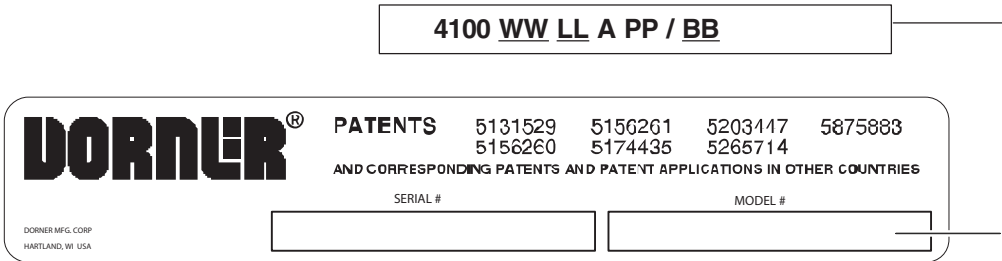 4100 WW LL A PP / BB
DORNER®
PATENTS 5131529 5156261 5203447 5875883
5156260 5174435 5265714
AND CORRESPONDING PATENTS AND PATENT APPLICATIONS IN OTHER COUNTRIES
SERIAL # MODEL #
DORNER MFG. CORP
HARTLAND, WI USA